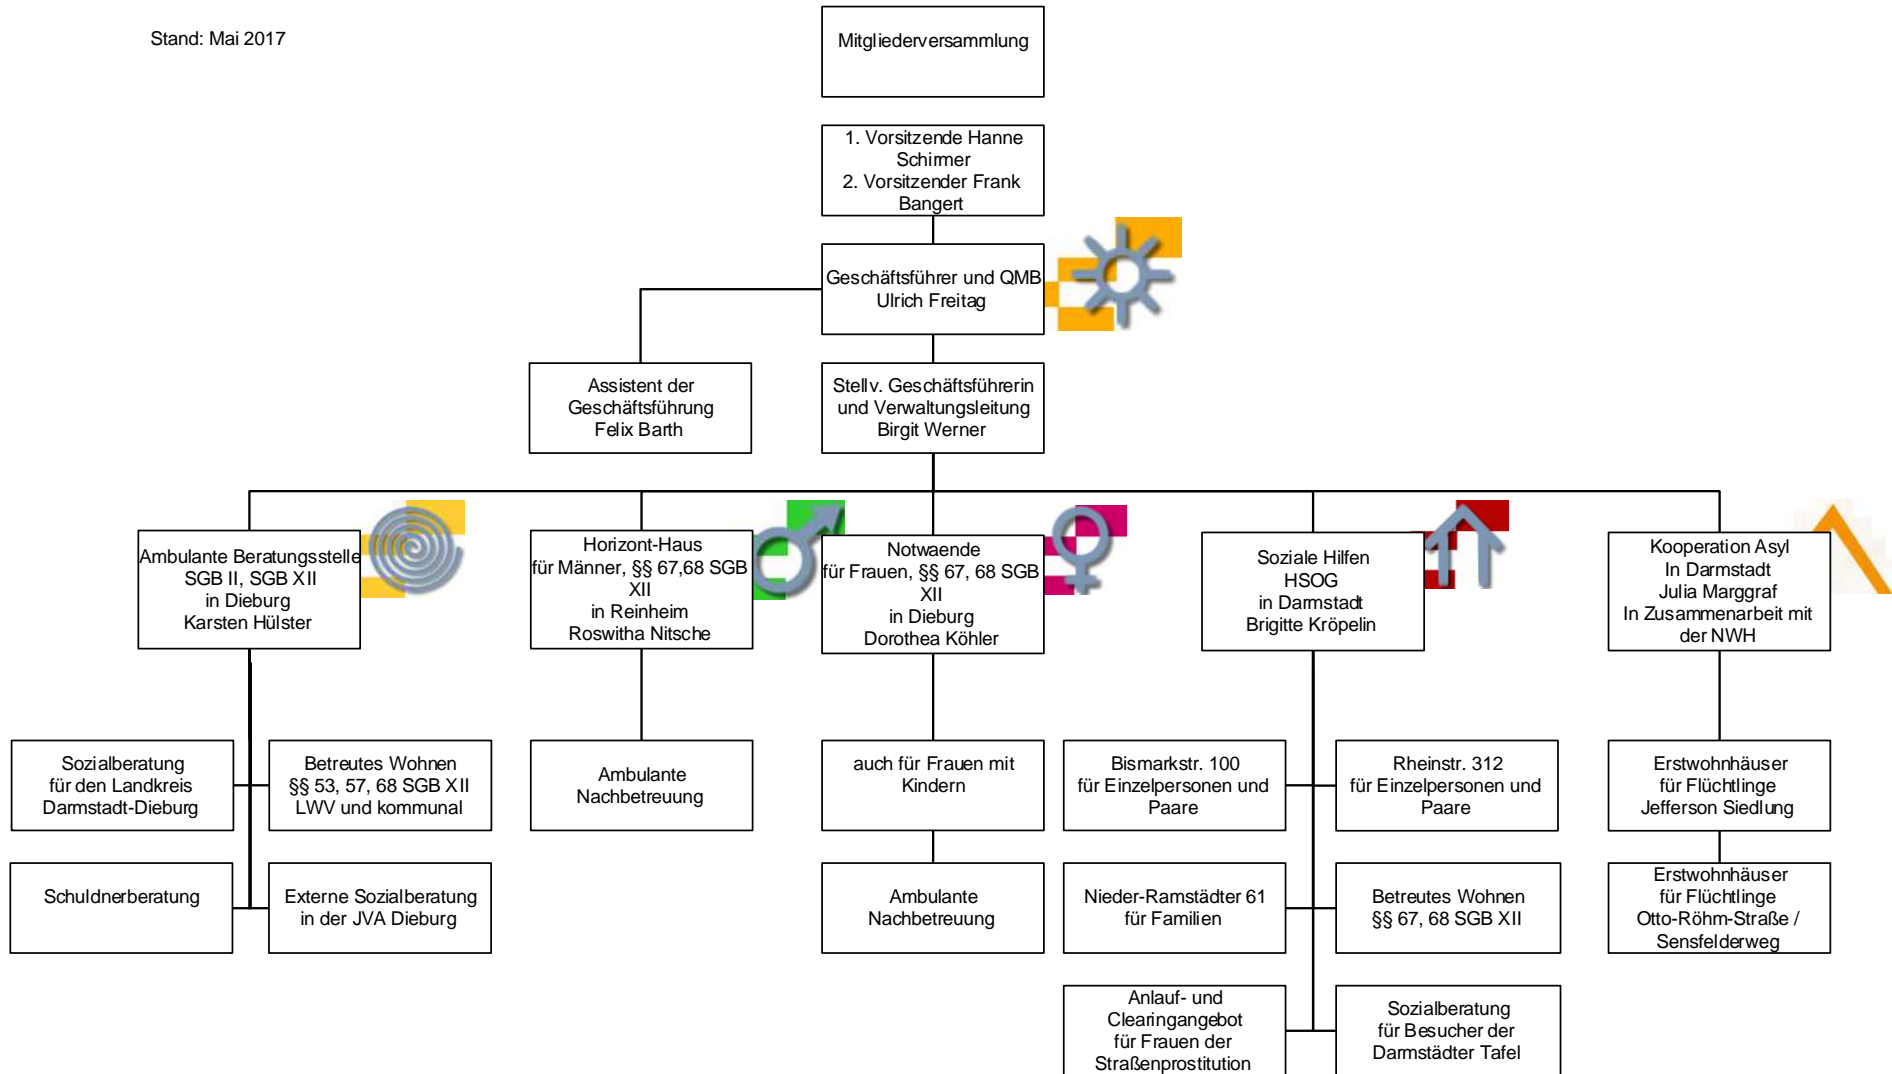 Stand: Mai 2017
Mitgliederversammlung
1. Vorsitzende Hanne
Schirmer
2. Vorsitzender Frank
Bangert
Geschäftsführer und QMB
Ulrich Freitag
Assistent der
Geschäftsführung
Felix Barth
Stellv. Geschäftsführerin
und Verwaltungsleitung
Birgit Werner
Ambulante Beratungsstelle
SGB II, SGB XII
in Dieburg
Karsten Hülster
Horizont-Haus
für Männer, §§ 67,68 SGB
XII
in Reinheim
Roswitha Nitsche
Notwaende
für Frauen, §§ 67, 68 SGB
XII
in Dieburg
Dorothea Köhler
Soziale Hilfen
HSOG
in Darmstadt
Brigitte Kröpelin
Kooperation Asyl
In Darmstadt
Julia Marggraf
In Zusammenarbeit mit
der NWH
Sozialberatung
für den Landkreis
Darmstadt-Dieburg
Betreutes Wohnen
§§ 53, 57, 68 SGB XII
LWV und kommunal
Ambulante
Nachbetreuung
auch für Frauen mit
Kindern
Bismarkstr. 100
für Einzelpersonen und
Paare
Rheinstr. 312
für Einzelpersonen und
Paare
Erstwohnhäuser
für Flüchtlinge
Jefferson Siedlung
Schuldnerberatung
Externe Sozialberatung
in der JVA Dieburg
Ambulante
Nachbetreuung
Nieder-Ramstädter 61
für Familien
Betreutes Wohnen
§§ 67, 68 SGB XII
Erstwohnhäuser
für Flüchtlinge
Otto-Röhm-Straße /
Sensfelderweg
Anlauf- und
Clearingangebot
für Frauen der
Straßenprostitution
Sozialberatung
für Besucher der
Darmstädter Tafel